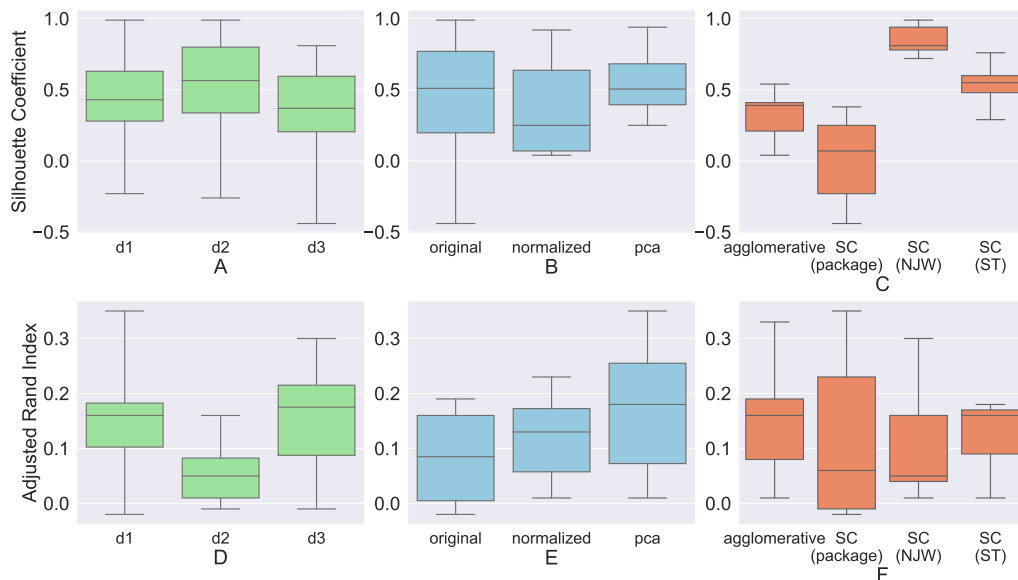 Silhouette Coefficient
1.0
0.5
0.0
−0.5
d1 d2 d3
A
1.0
0.5
0.0
−0.5
original normalized pca
B
1.0
0.5
0.0
−0.5
agglomerative SC (package) SC (NJW) SC (ST)
C
Adjusted Rand Index
0.3
0.2
0.1
0.0
d1 d2 d3
D
0.3
0.2
0.1
0.0
original normalized pca
E
0.3
0.2
0.1
0.0
agglomerative SC (package) SC (NJW) SC (ST)
F